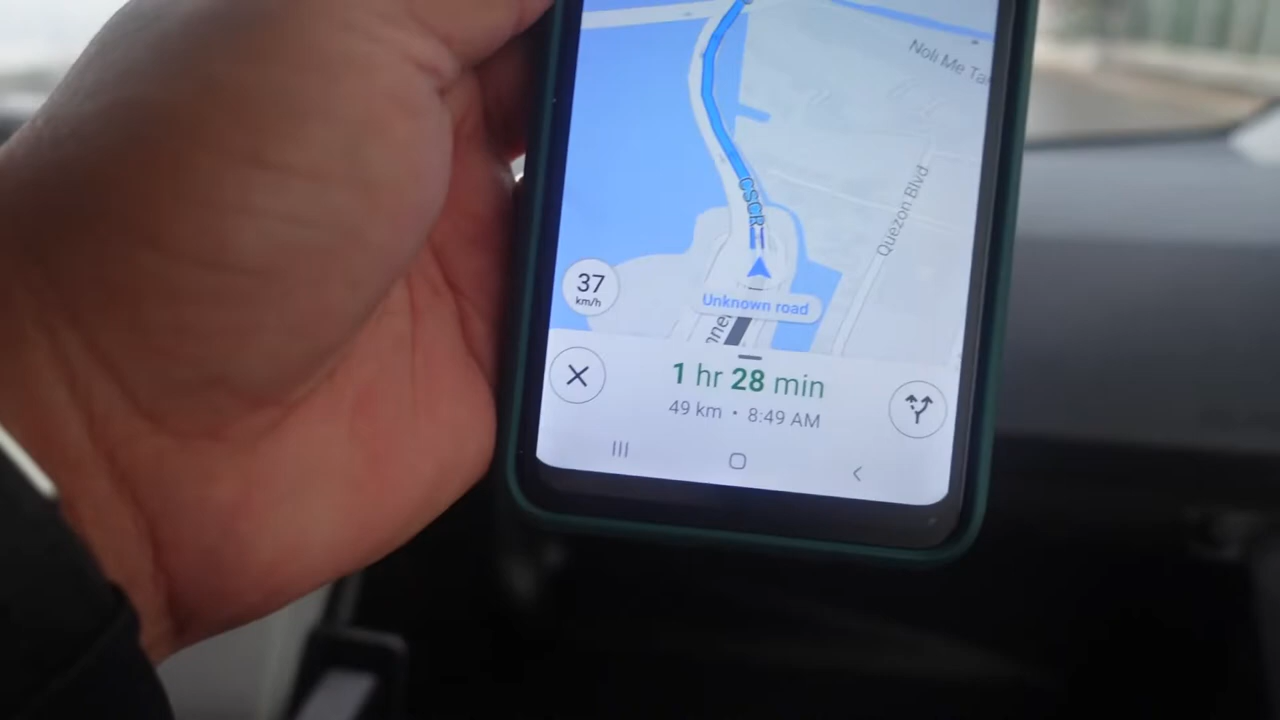 Noli Me Ta
CSCR
Quezon Blvd
37
km/h
Unknown road
nner
1 hr 28 min
49 km • 8:49 AM